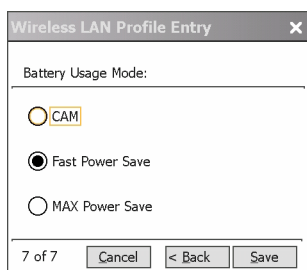 Wireless LAN Profile Entry X
Battery Usage Mode:
CAM
Fast Power Save
MAX Power Save
7 of 7 Cancel < Back Save